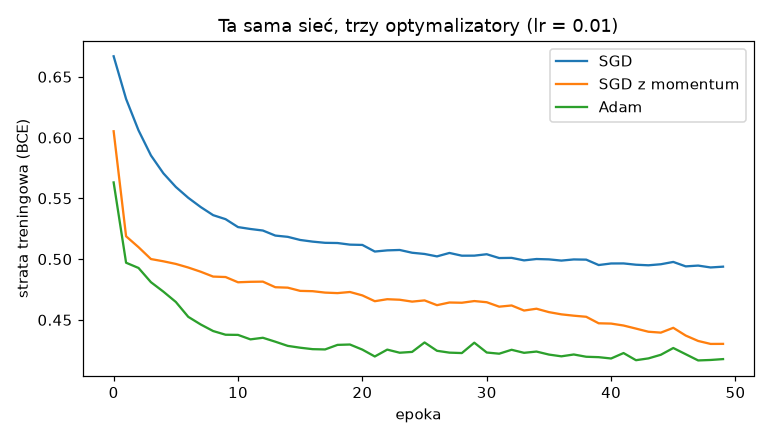 Ta sama sieć, trzy optymalizatory (lr = 0.01)
SGD
SGD z momentum
Adam
strata treningowa (BCE)
0.65
0.60
0.55
0.50
0.45
0
10
20
30
40
50
epoka